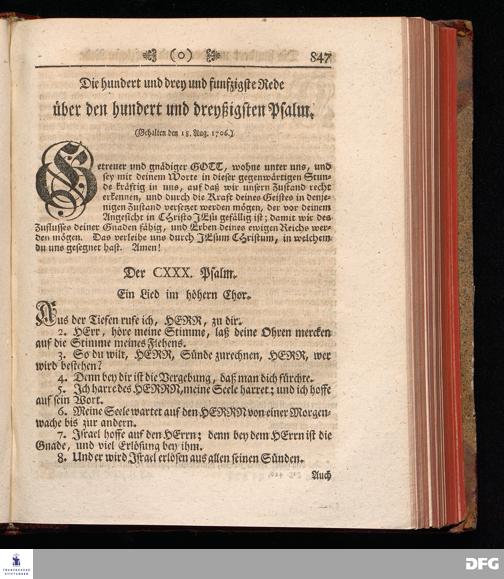 (o) 847
Die hundert und drey und funfzigste Rede
über den hundert und dreyßigsten Psalm.
(Gehalten den 18. Aug. 1706.)
Getreuer und gnädiger GOTT, wohne unter uns, und
sey mit deinem Worte in dieser gegenwärtigen Stun-
de kräftig in uns, auf daß wir unsern Zustand recht
erkennen, und durch die Kraft deines Geistes in denje-
nigen Zustand versetzet werden mögen, der vor deinem
Angesicht in CHristo JEsu gefällig ist; damit wir des
Zuflusses deiner Gnaden fähig, und Erben deines ewigen Reichs wer-
den mögen. Das verleihe uns durch JEsum CHristum, in welchem
du uns gesegnet hast. Amen!
Der CXXX. Psalm.
Ein Lied im höhern Chor.
Aus der Tiefen rufe ich, HERR, zu dir.
2. HErr, höre meine Stimme, laß deine Ohren mercken
auf die Stimme meines Flehens.
3. So du wilt, HERR, Sünde zurechnen, HERR, wer
wird bestehen?
4. Denn bey dir ist die Vergebung, daß man dich fürchte.
5. Ich harre des HERRN, meine Seele harret; und ich hoffe
auf sein Wort.
6. Meine Seele wartet auf den HERRN von einer Morgen-
wache bis zur andern.
7. Israel hoffe auf den HErrn; denn bey dem HErrn ist die
Gnade, und viel Erlösung bey ihm.
8. Und er wird Israel erlösen aus allen seinen Sünden.
Auch
FRANCKESCHE
STIFTUNGEN
DFG